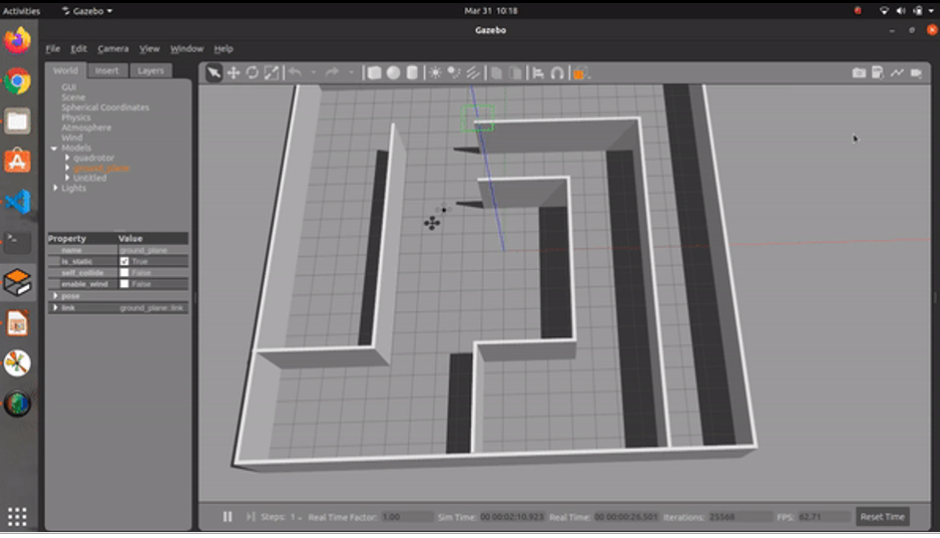 Activities Gazebo Mar 31 10:18
Gazebo
File Edit Camera View Window Help
World Insert Layers
GUI
Scene
Spherical Coordinates
Physics
Atmosphere
Wind
Models
quadrotor
ground_plane
Untitled
Lights
Property Value
name ground_plane
is_static True
self_collide False
enable_wind False
pose
link ground_plane::link
Steps: 1 Real Time Factor: 1.00 Sim Time: 00 00:02:10.923 Real Time: 00 00:00:26.501 Iterations: 25568 FPS: 62.71 Reset Time